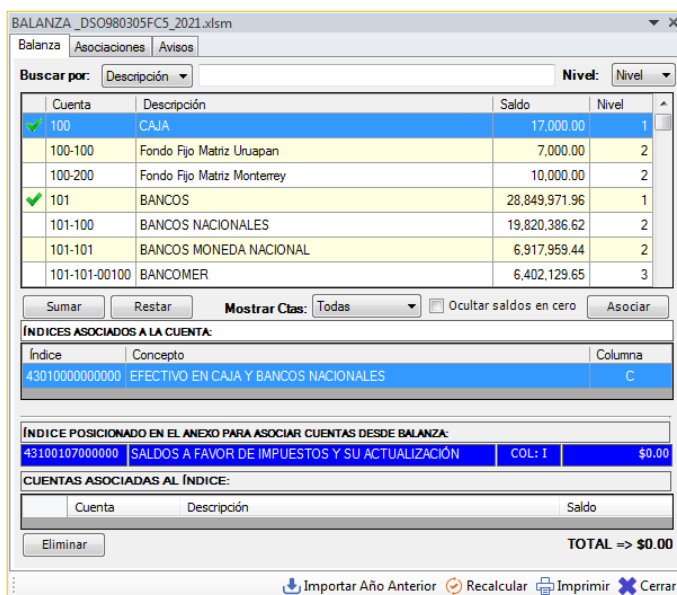 BALANZA _DSO980305FC5_2021.xlsm
Balanza Asociaciones Avisos
Buscar por: Descripción Nivel: Nivel
Cuenta Descripción Saldo Nivel
100 CAJA 17,000.00 1
100-100 Fondo Fijo Matriz Uruapan 7,000.00 2
100-200 Fondo Fijo Matriz Monterrey 10,000.00 2
101 BANCOS 28,849,971.96 1
101-100 BANCOS NACIONALES 19,820,386.62 2
101-101 BANCOS MONEDA NACIONAL 6,917,959.44 2
101-101-00100 BANCOMER 6,402,129.65 3
Sumar Restar Mostrar Ctas: Todas Ocultar saldos en cero Asociar
ÍNDICES ASOCIADOS A LA CUENTA:
Índice Concepto Columna
43010000000000 EFECTIVO EN CAJA Y BANCOS NACIONALES C
ÍNDICE POSICIONADO EN EL ANEXO PARA ASOCIAR CUENTAS DESDE BALANZA:
43100107000000 SALDOS A FAVOR DE IMPUESTOS Y SU ACTUALIZACIÓN COL: I $0.00
CUENTAS ASOCIADAS AL ÍNDICE:
Cuenta Descripción Saldo
Eliminar TOTAL => $0.00
Importar Año Anterior Recalcular Imprimir Cerrar